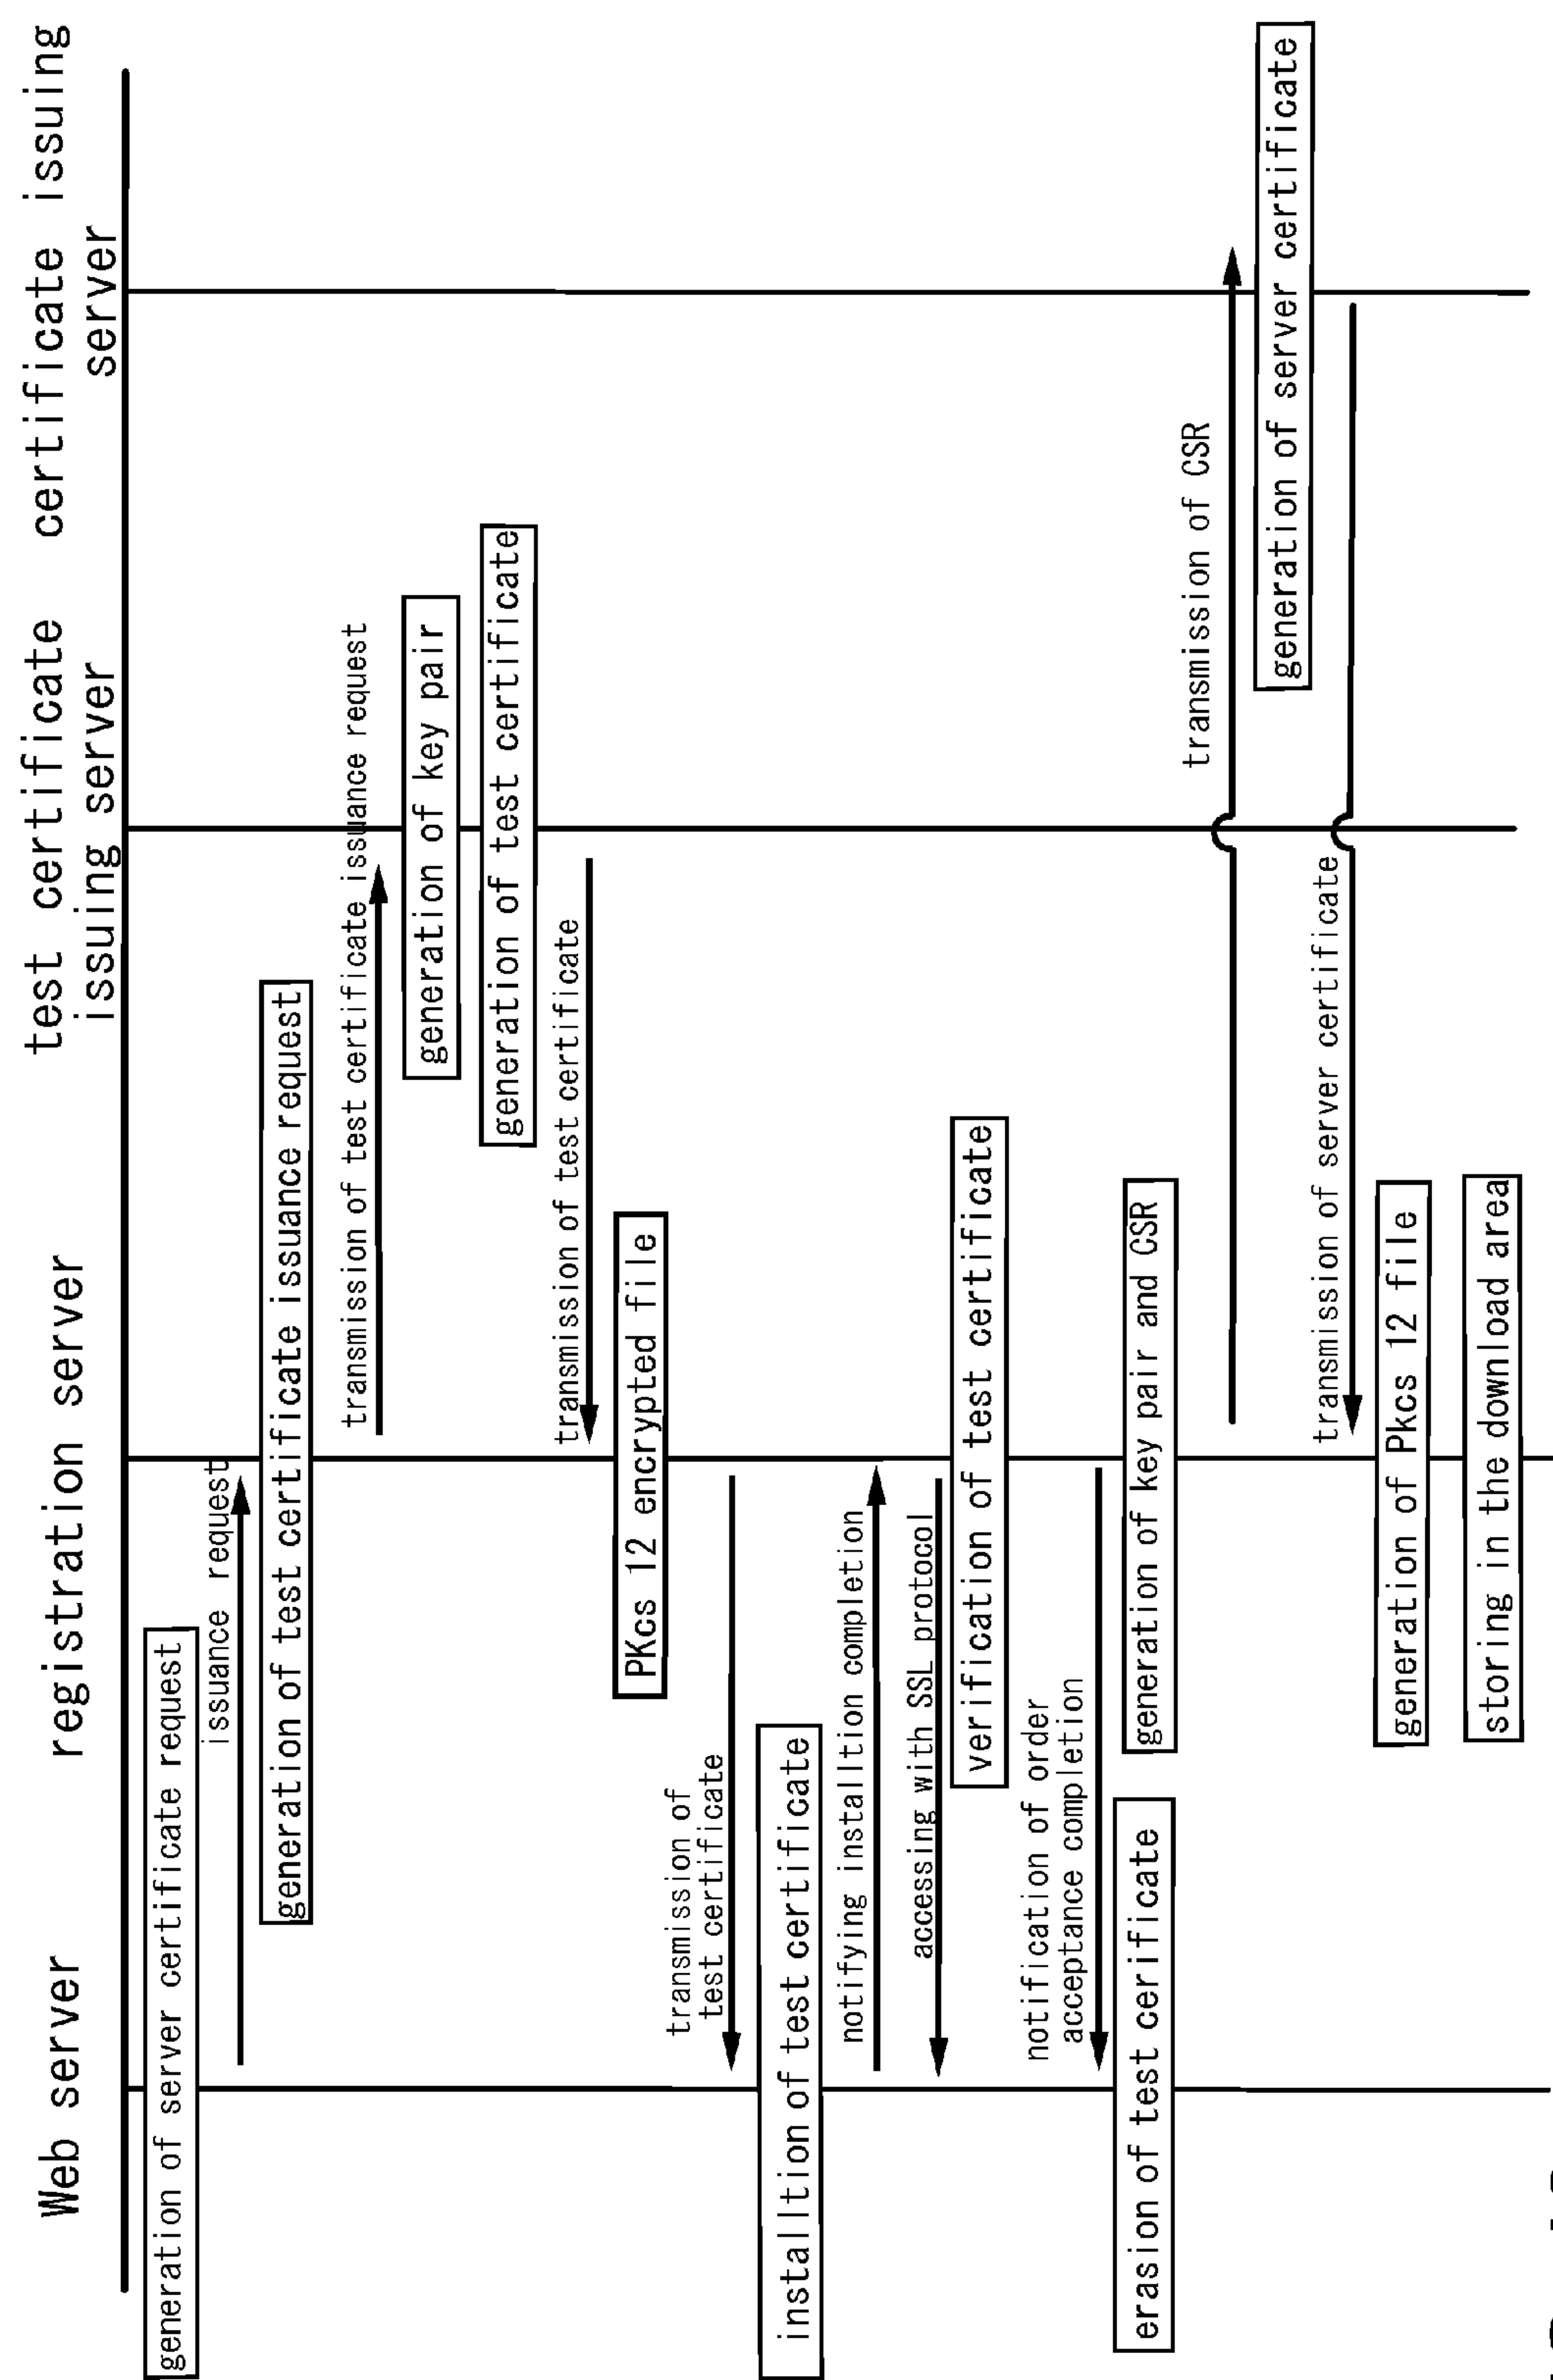 Web server
registration server
test certificate
issuing server
certificate issuing
server
generation of server certificate request
issuance request
generation of test certificate issuance request
transmission of test certificate issuance request
generation of key pair
generation of test certificate
transmission of test certificate
PKcs 12 encrypted file
transmission of
test certificate
installtion of test certificate
notifying installtion completion
accessing with SSL protocol
verification of test certificate
notification of order
acceptance completion
erasion of test cerificate
generation of key pair and CSR
transmission of CSR
generation of server certificate
transmission of server certificate
generation of Pkcs 12 file
storing in the download area